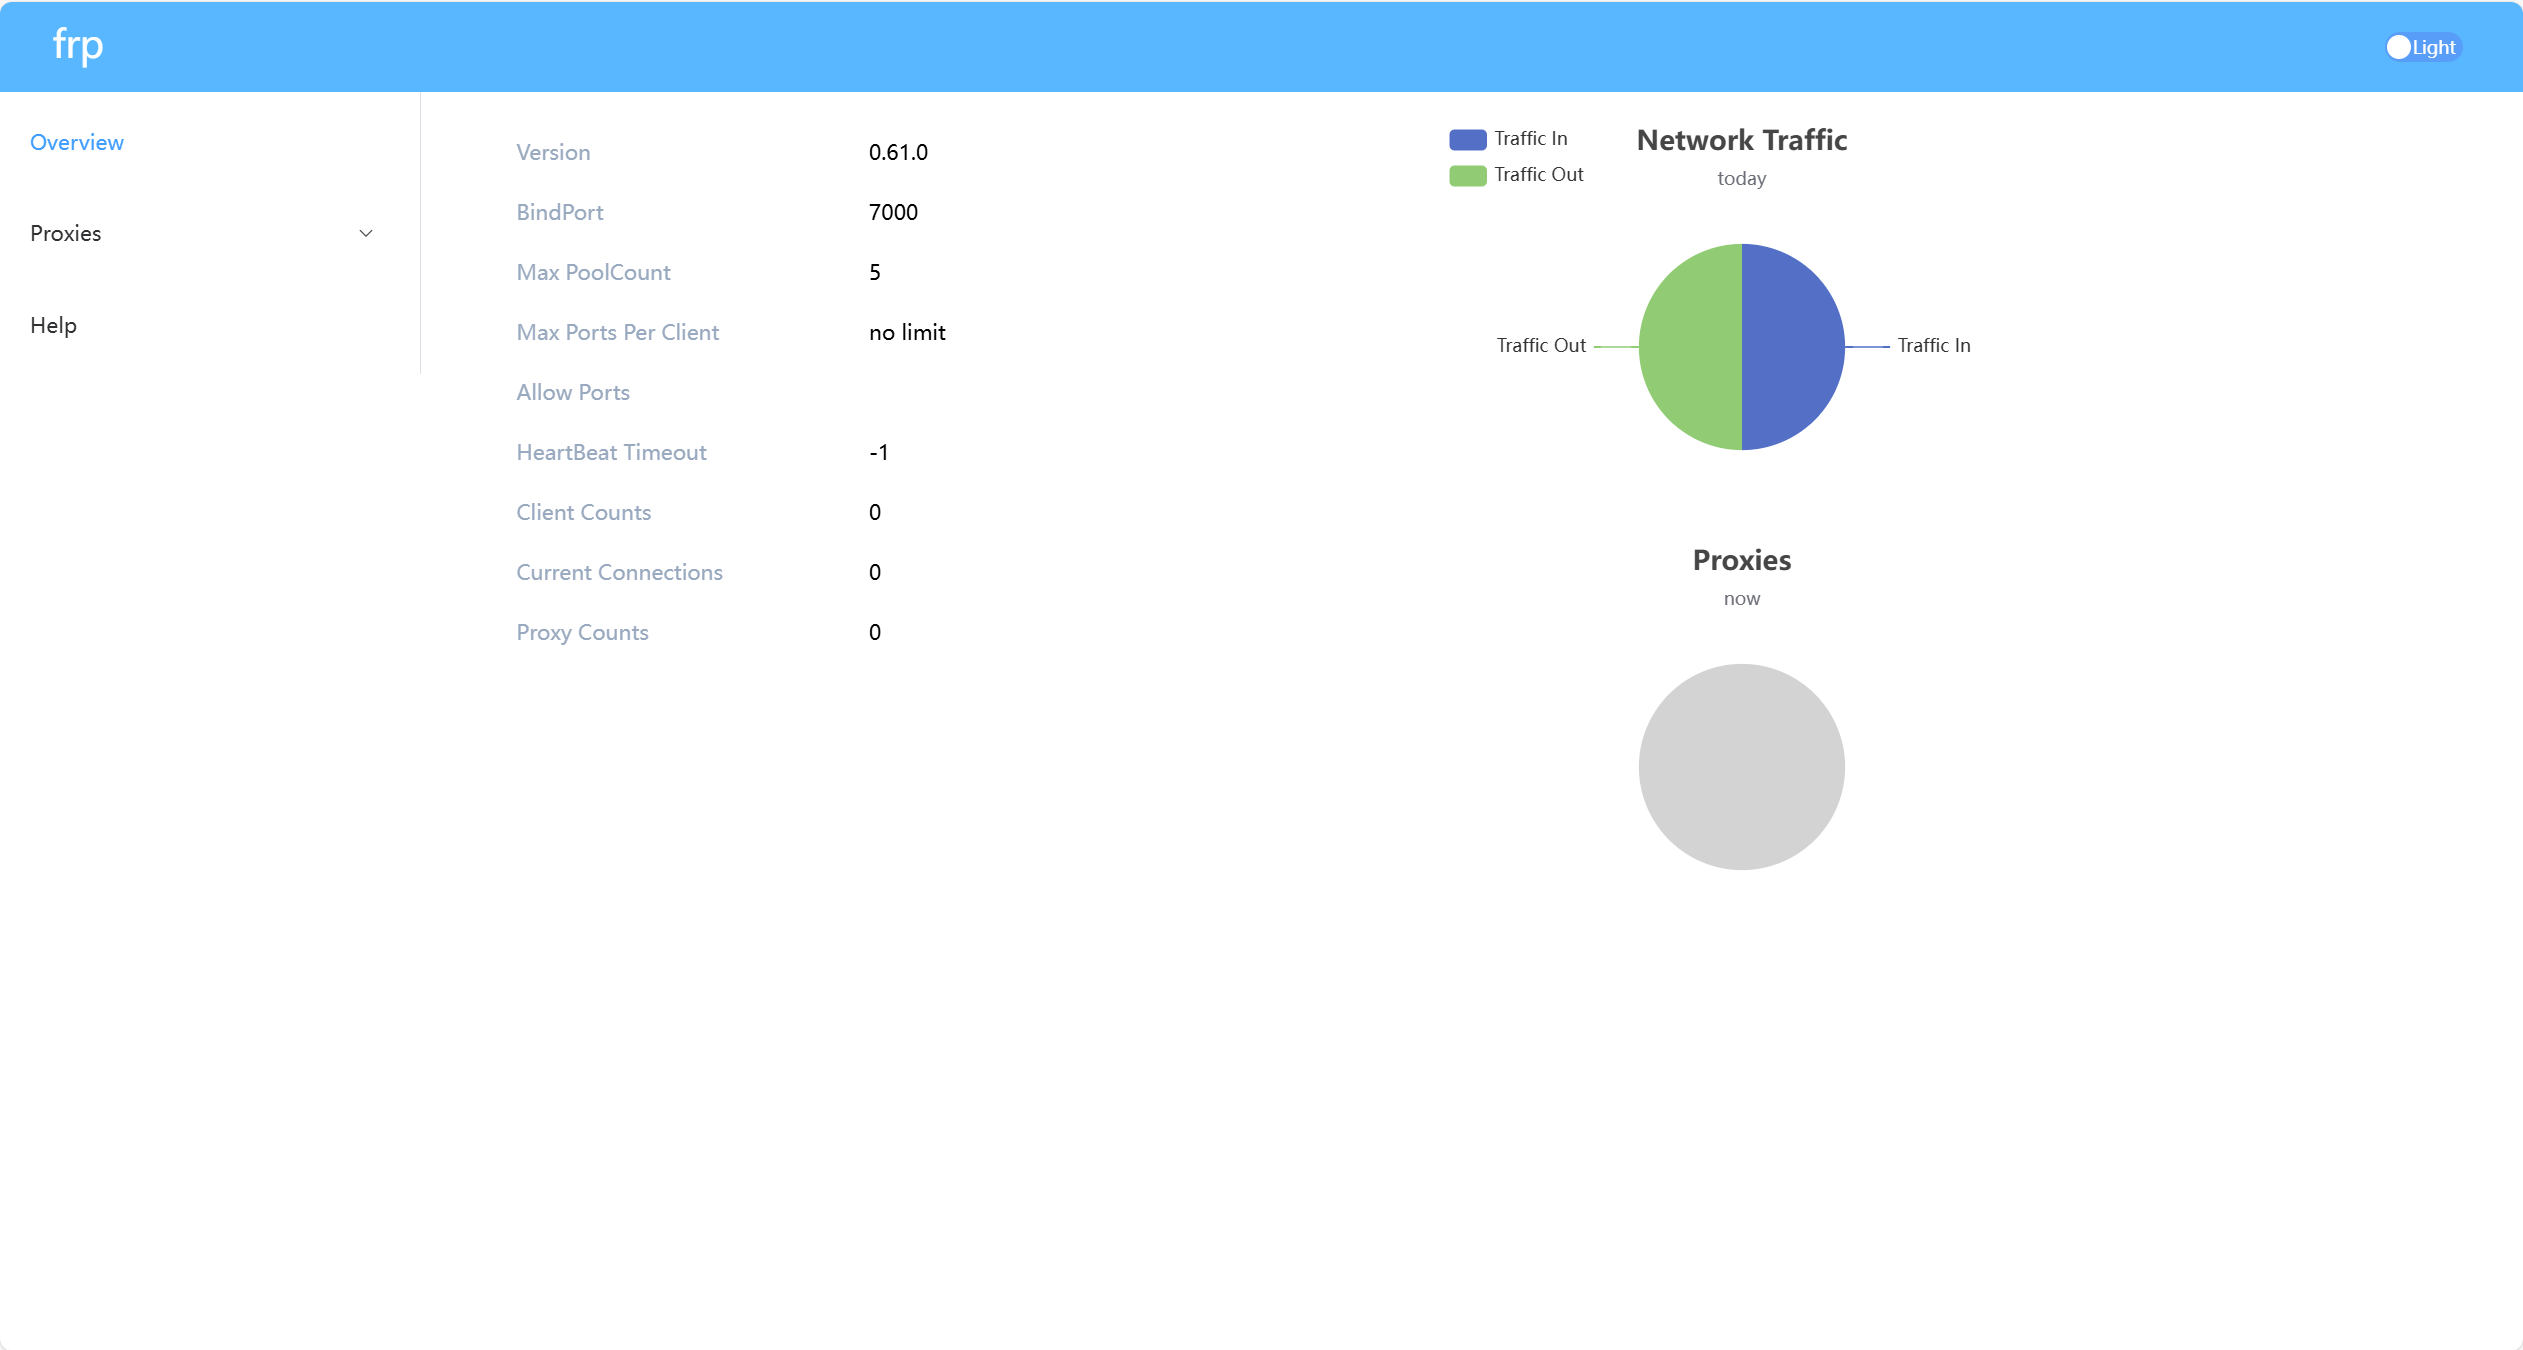 frp
Light
Overview
Proxies
Help
Version 0.61.0
BindPort 7000
Max PoolCount 5
Max Ports Per Client no limit
Allow Ports
HeartBeat Timeout -1
Client Counts 0
Current Connections 0
Proxy Counts 0
Traffic In
Traffic Out
Network Traffic
today
Traffic Out
Traffic In
Proxies
now